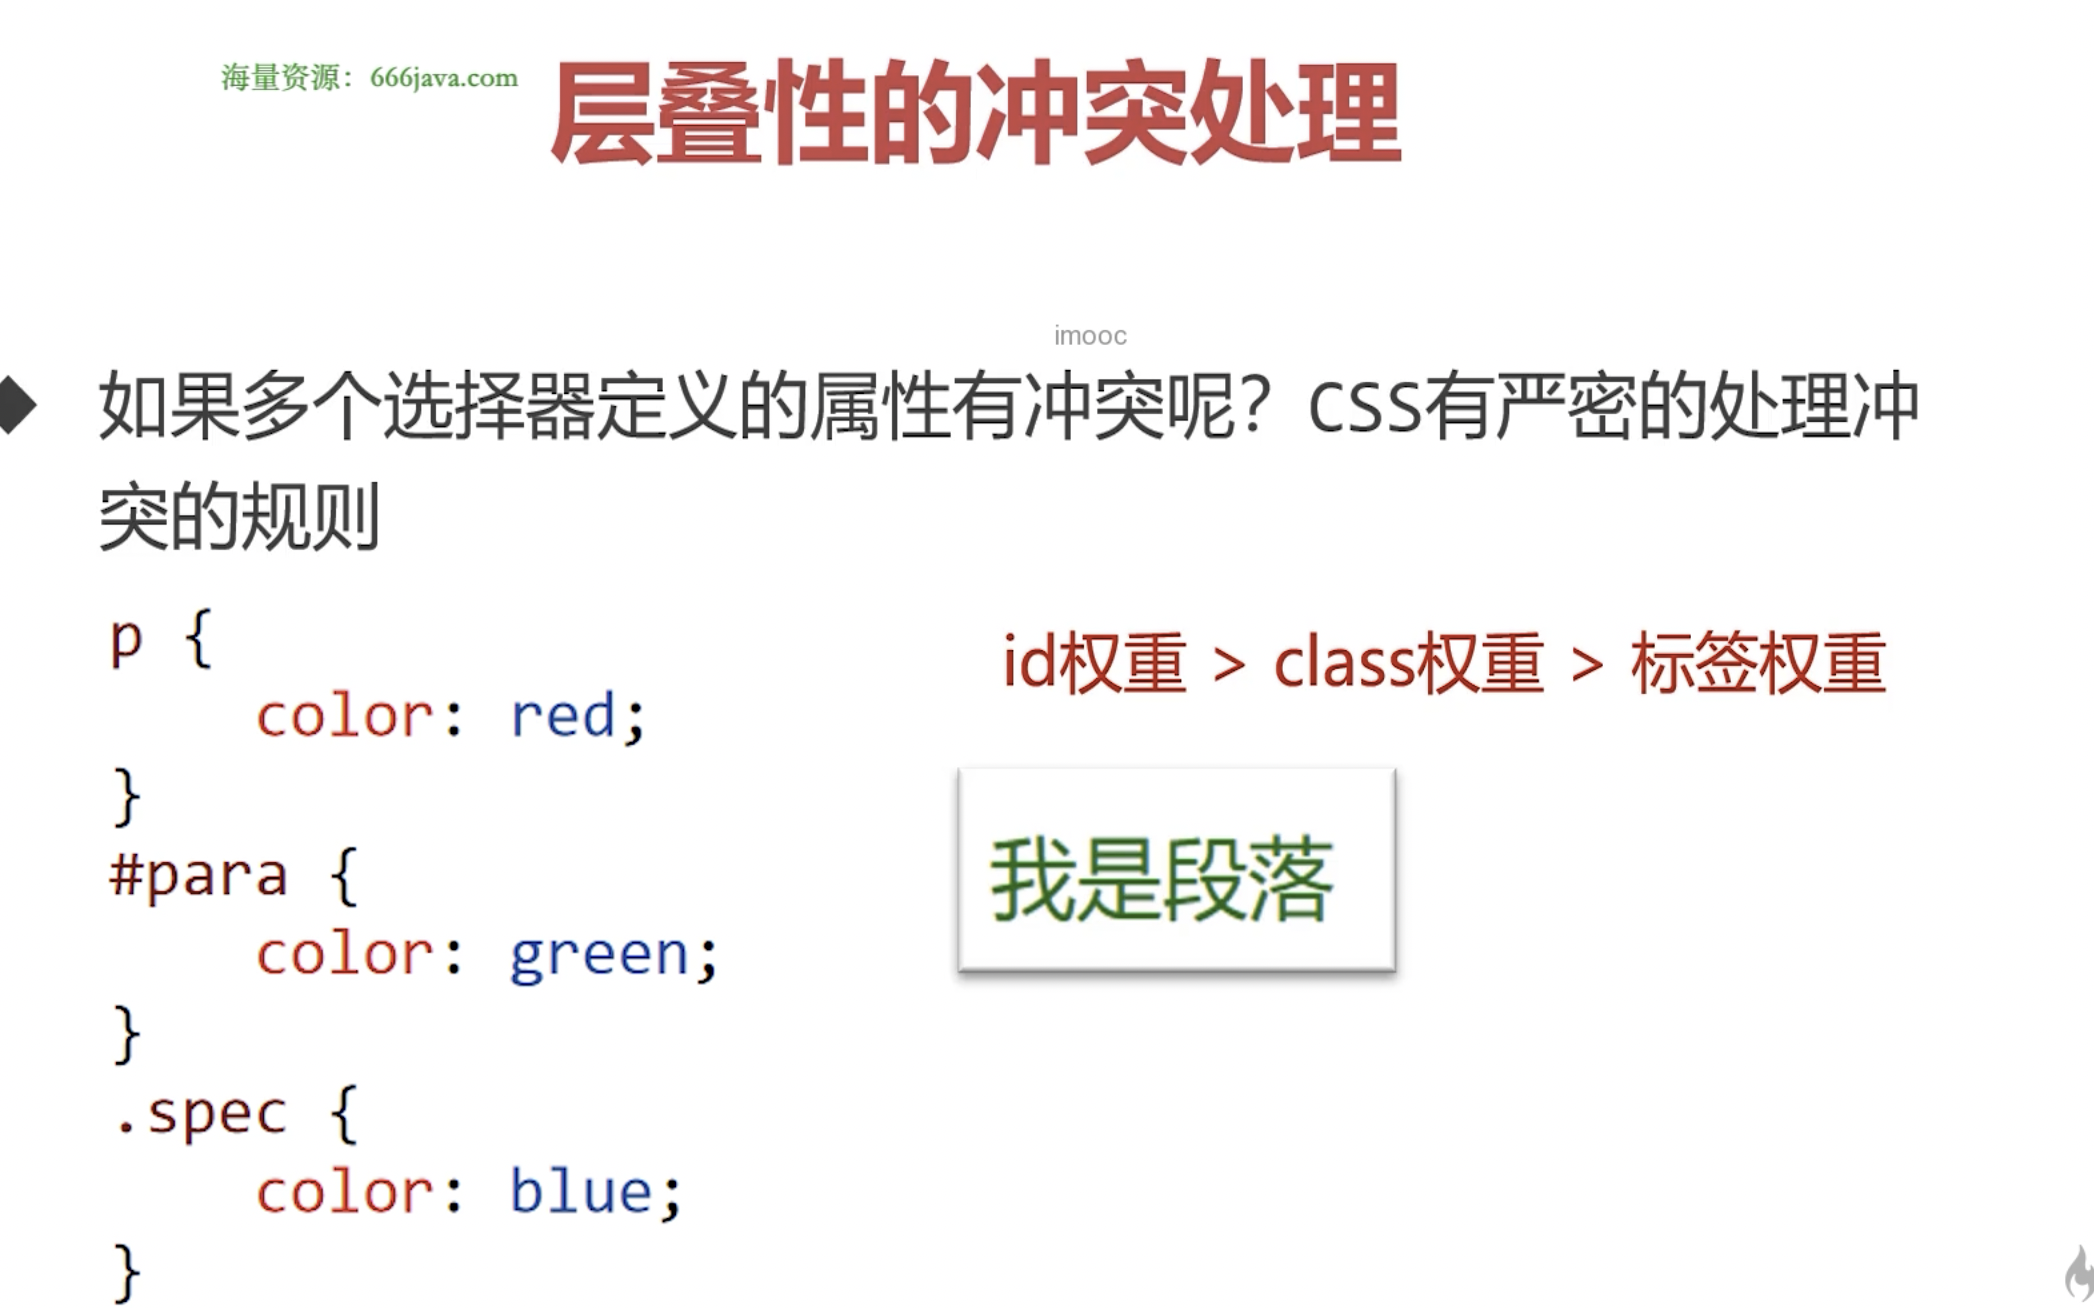 海量资源：666java.com
层叠性的冲突处理
imooc
如果多个选择器定义的属性有冲突呢？CSS有严密的处理冲
突的规则
p {
    color: red;
}
#para {
    color: green;
}
.spec {
    color: blue;
}
id权重 > class权重 > 标签权重
我是段落